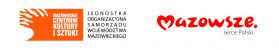 MAZOWIECKIE
CENTRUM
KULTURY
I SZTUKI
JEDNOSTKA
ORGANIZACYJNA
SAMORZĄDU
WOJEWÓDZTWA
MAZOWIECKIEGO
Mazowsze.
serce Polski